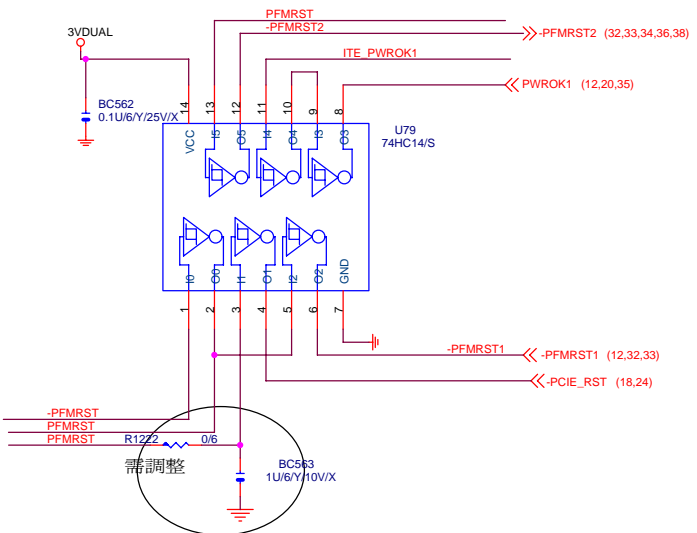 PFMRST
-PFMRST2
-PFMRST2 (32,33,34,36,38)
3VDUAL
ITE_PWROK1
PWROK1 (12,20,35)
BC562
0.1U/6/Y/25V/X
14 13 12 11 10 9 8
U79
74HC14/S
VCC I5 O5 I4 O4 I3 O3
I0 O0 I1 O1 I2 O2 GND
1 2 3 4 5 6 7
-PFMRST1
-PFMRST1 (12,32,33)
-PCIE_RST (18,24)
-PFMRST
PFMRST
PFMRST
R1222 0/6
需調整
BC563
1U/6/Y/10V/X